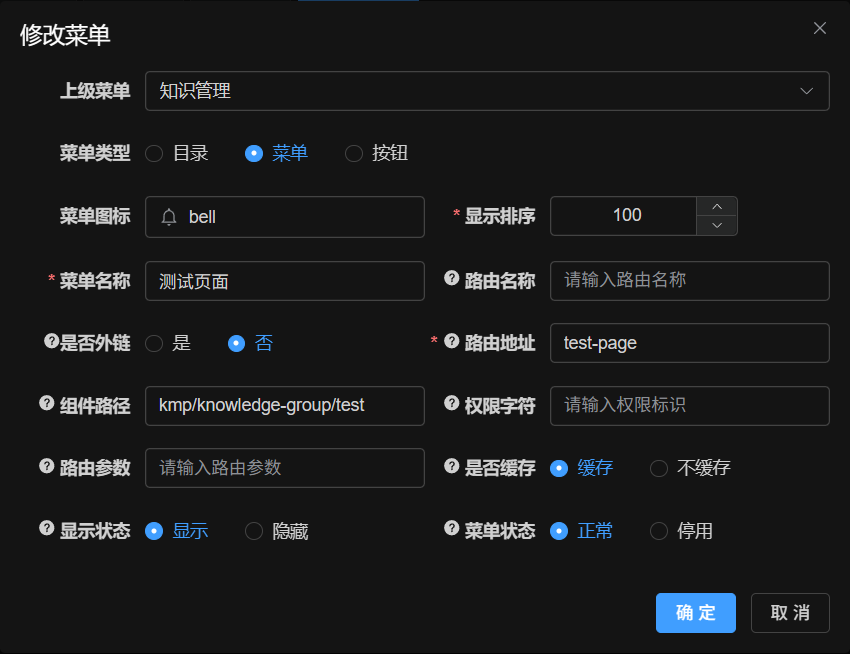 修改菜单
上级菜单 知识管理
菜单类型 目录 菜单 按钮
菜单图标 bell * 显示排序 100
* 菜单名称 测试页面 路由名称 请输入路由名称
是否外链 是 否 * 路由地址 test-page
组件路径 kmp/knowledge-group/test 权限字符 请输入权限标识
路由参数 请输入路由参数 是否缓存 缓存 不缓存
显示状态 显示 隐藏 菜单状态 正常 停用
确 定 取 消